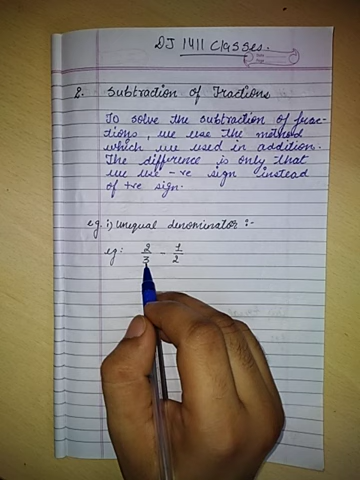 DJ 1411 Classes.
2. Subtraction of Fractions
To solve the subtraction of frac-
tions, we use the method
which we used in addition.
The difference is only that
we use -ve sign instead
of +ve sign.
eg. i) Unequal denominator :-
eg: 2/3 - 1/2